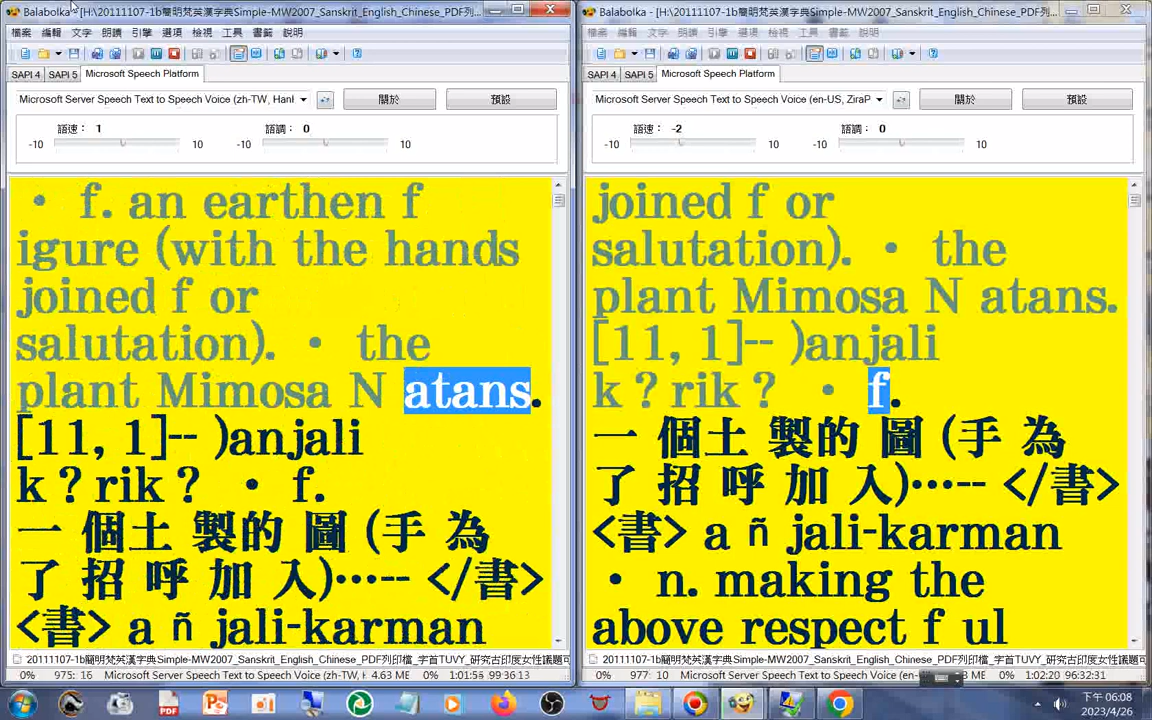 Balabolka - [H:\20111107-1b簡明梵英漢字典Simple-MW2007_Sanskrit_English_Chinese_PDF列...
檔案 編輯 文字 朗讀 引擎 選項 檢視 工具 書籤 說明
SAPI 4 SAPI 5 Microsoft Speech Platform
Microsoft Server Speech Text to Speech Voice (zh-TW, Hanl
關於 預設
語速： 1 語調： 0
-10 10 -10 10
• f. an earthen f
igure (with the hands
joined f or
salutation). • the
plant Mimosa N atans.
[11, 1]-- )anjali
k？rik？ • f.
一 個土 製的 圖 (手 為
了 招 呼 加 入)…-- </書>
<書> a ñ jali-karman
20111107-1b簡明梵英漢字典Simple-MW2007_Sanskrit_English_Chinese_PDF列印檔_字首TUVY_研究古印度女性議題可
0% 975: 16 Microsoft Server Speech Text to Speech Voice (zh-TW, H 4.63 ME 0% 1:01:55 99:36:13
Balabolka - [H:\20111107-1b簡明梵英漢字典Simple-MW2007_Sanskrit_English_Chinese_PDF列印...
檔案 編輯 文字 朗讀 引擎 選項 檢視 工具 書籤 說明
SAPI 4 SAPI 5 Microsoft Speech Platform
Microsoft Server Speech Text to Speech Voice (en-US, ZiraP
關於 預設
語速： -2 語調： 0
-10 10 -10 10
joined f or
salutation). • the
plant Mimosa N atans.
[11, 1]-- )anjali
k？rik？ • f.
一 個土 製的 圖 (手 為
了 招 呼 加 入)…-- </書>
<書> a ñ jali-karman
• n. making the
above respect f ul
20111107-1b簡明梵英漢字典Simple-MW2007_Sanskrit_English_Chinese_PDF列印檔_字首TUVY_研究古印度女性議題可
0% 977: 10 Microsoft Server Speech Text to Speech Voice (en-US, ME 0% 1:02:20 96:32:31
下午 06:08
2023/4/26